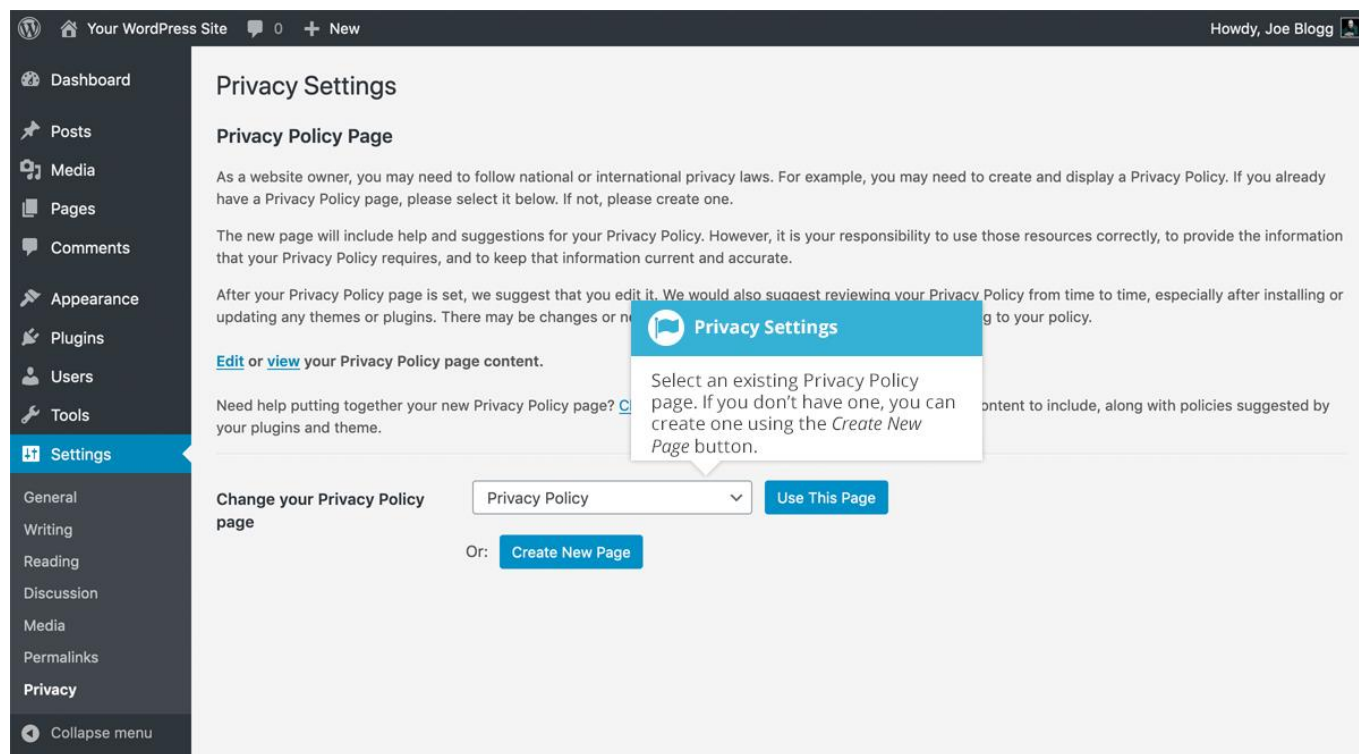 Your WordPress Site 0 + New Howdy, Joe Blogg
Dashboard
Posts
Media
Pages
Comments
Appearance
Plugins
Users
Tools
Settings
General
Writing
Reading
Discussion
Media
Permalinks
Privacy
Collapse menu
Privacy Settings
Privacy Policy Page
As a website owner, you may need to follow national or international privacy laws. For example, you may need to create and display a Privacy Policy. If you already
have a Privacy Policy page, please select it below. If not, please create one.
The new page will include help and suggestions for your Privacy Policy. However, it is your responsibility to use those resources correctly, to provide the information
that your Privacy Policy requires, and to keep that information current and accurate.
After your Privacy Policy page is set, we suggest that you edit it. We would also suggest reviewing your Privacy Policy from time to time, especially after installing or
updating any themes or plugins. There may be changes or to your policy.
Edit or view your Privacy Policy page content.
Need help putting together your new Privacy Policy page? to include, along with policies suggested by
your plugins and theme.
Privacy Settings
Select an existing Privacy Policy
page. If you don’t have one, you can
create one using the Create New
Page button.
Change your Privacy Policy
page
Privacy Policy
Use This Page
Or: Create New Page